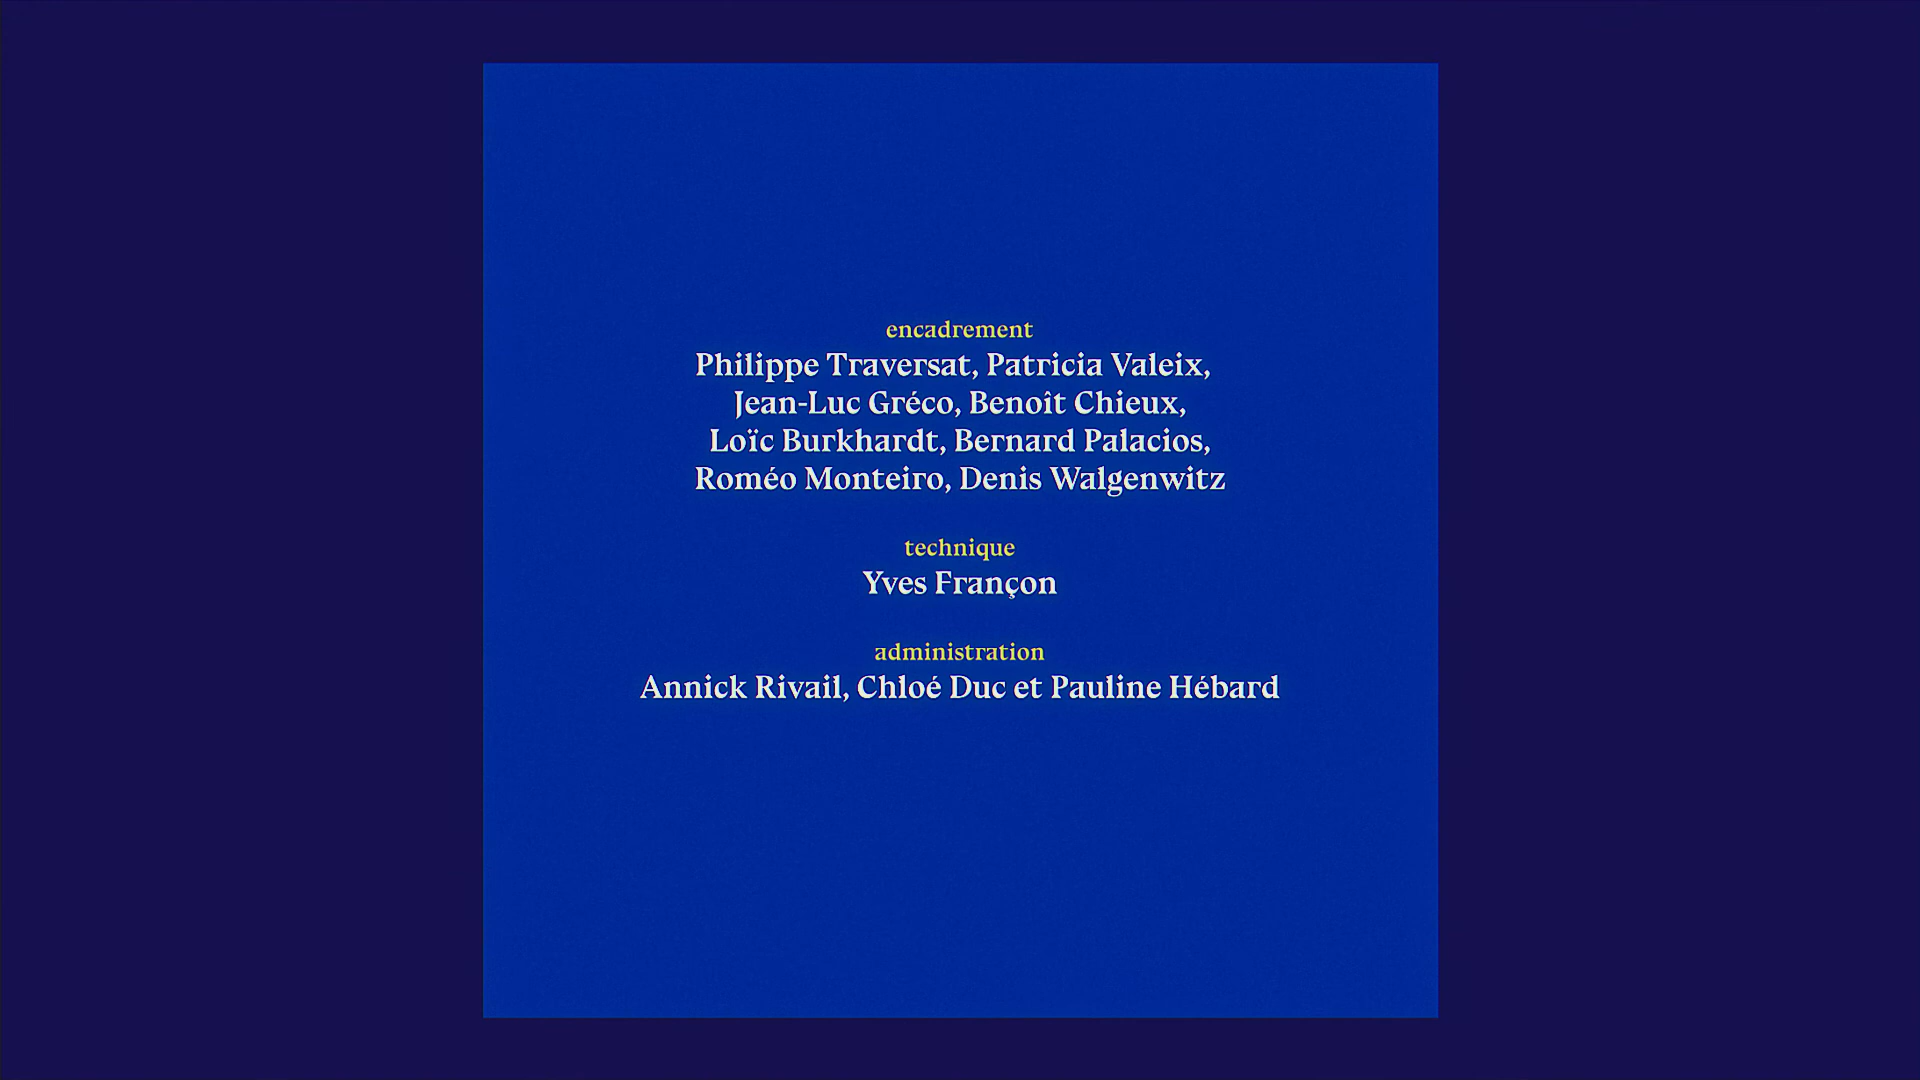 encadrement
Philippe Traversat, Patricia Valeix,
Jean-Luc Gréco, Benoît Chieux,
Loïc Burkhardt, Bernard Palacios,
Roméo Monteiro, Denis Walgenwitz
technique
Yves Françon
administration
Annick Rivail, Chloé Duc et Pauline Hébard